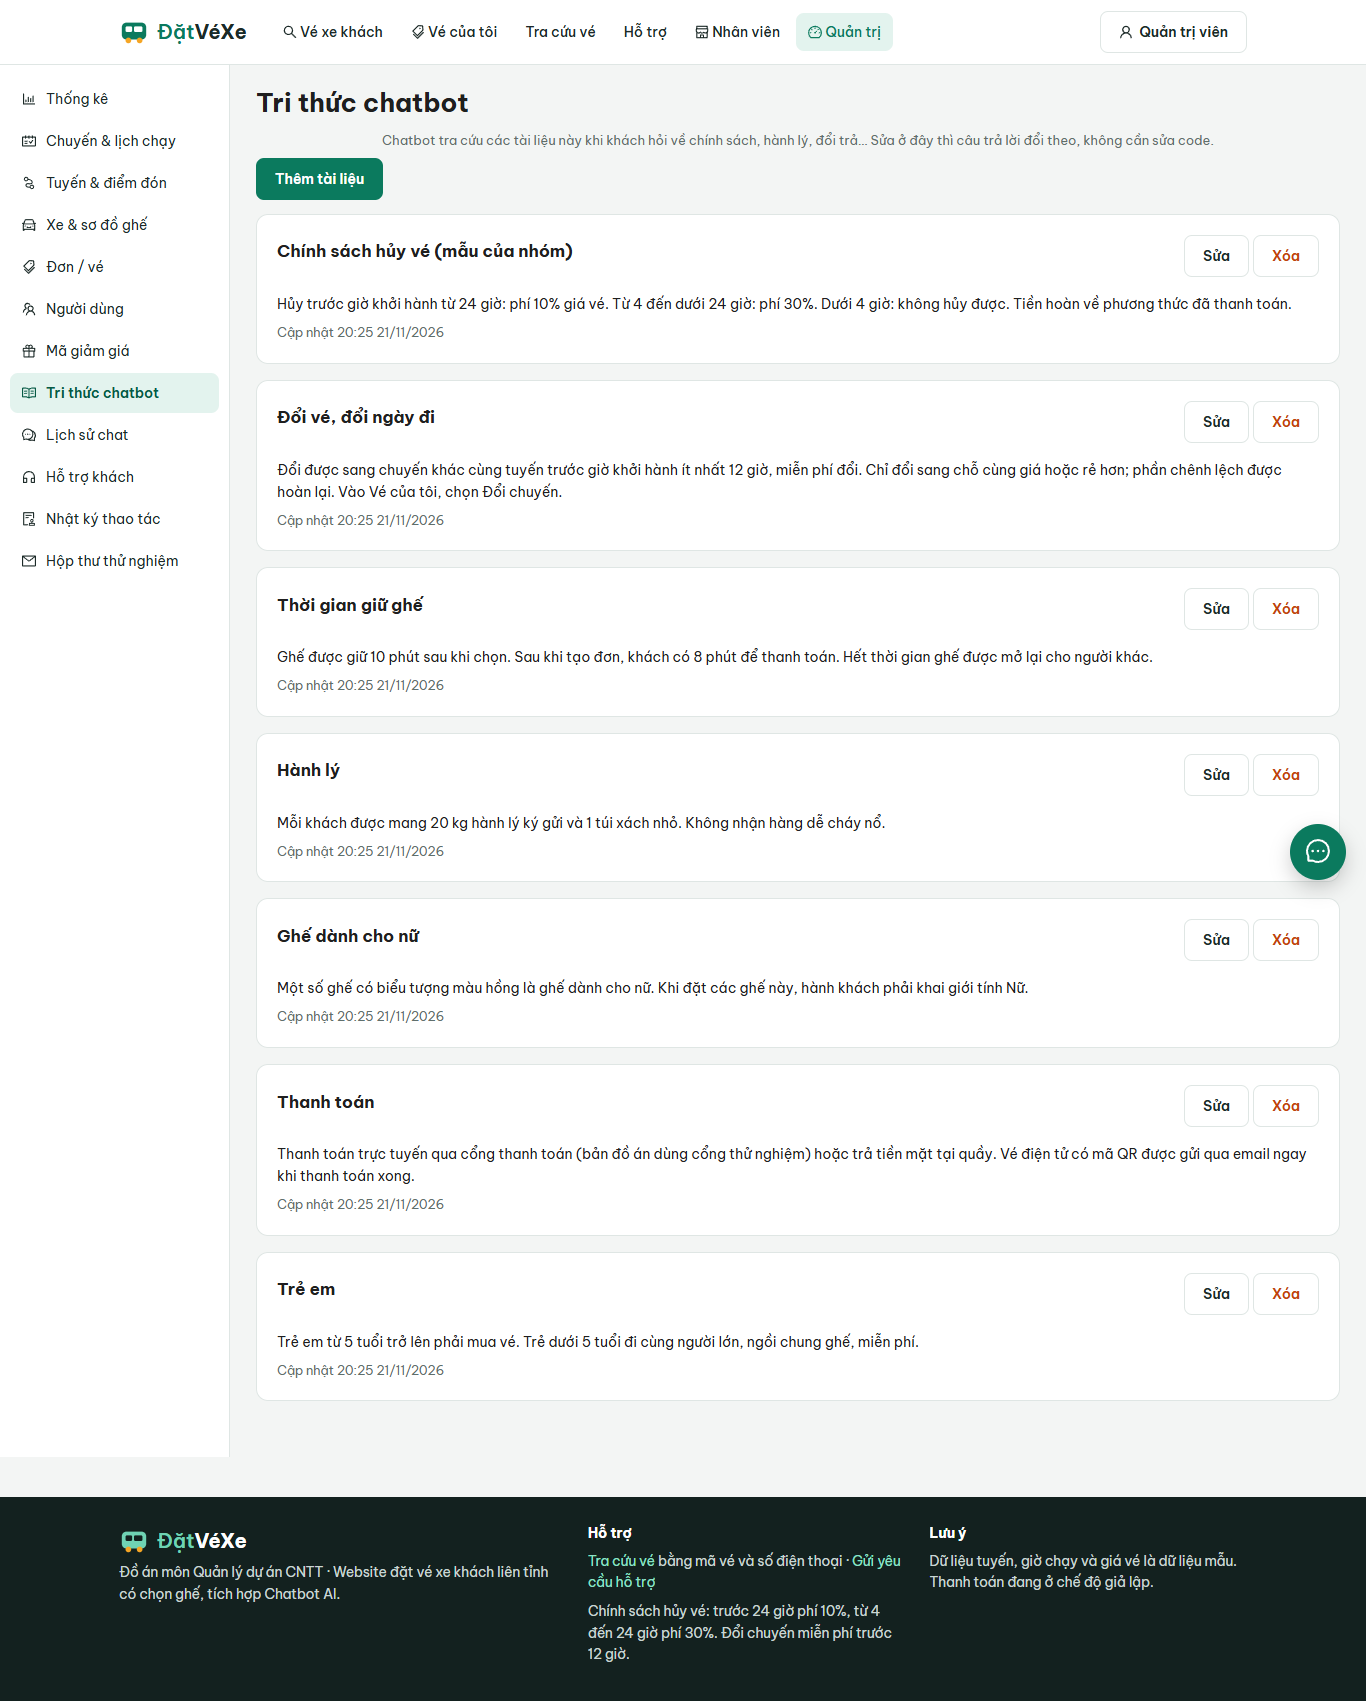 ĐặtVéXe
Vé xe khách
Vé của tôi
Tra cứu vé
Hỗ trợ
Nhân viên
Quản trị
Quản trị viên
Thống kê
Chuyến & lịch chạy
Tuyến & điểm đón
Xe & sơ đồ ghế
Đơn / vé
Người dùng
Mã giảm giá
Tri thức chatbot
Lịch sử chat
Hỗ trợ khách
Nhật ký thao tác
Hộp thư thử nghiệm
Tri thức chatbot
Chatbot tra cứu các tài liệu này khi khách hỏi về chính sách, hành lý, đổi trả... Sửa ở đây thì câu trả lời đổi theo, không cần sửa code.
Thêm tài liệu
Chính sách hủy vé (mẫu của nhóm)
Sửa
Xóa
Hủy trước giờ khởi hành từ 24 giờ: phí 10% giá vé. Từ 4 đến dưới 24 giờ: phí 30%. Dưới 4 giờ: không hủy được. Tiền hoàn về phương thức đã thanh toán.
Cập nhật 20:25 21/11/2026
Đổi vé, đổi ngày đi
Sửa
Xóa
Đổi được sang chuyến khác cùng tuyến trước giờ khởi hành ít nhất 12 giờ, miễn phí đổi. Chỉ đổi sang chỗ cùng giá hoặc rẻ hơn; phần chênh lệch được
hoàn lại. Vào Vé của tôi, chọn Đổi chuyến.
Cập nhật 20:25 21/11/2026
Thời gian giữ ghế
Sửa
Xóa
Ghế được giữ 10 phút sau khi chọn. Sau khi tạo đơn, khách có 8 phút để thanh toán. Hết thời gian ghế được mở lại cho người khác.
Cập nhật 20:25 21/11/2026
Hành lý
Sửa
Xóa
Mỗi khách được mang 20 kg hành lý ký gửi và 1 túi xách nhỏ. Không nhận hàng dễ cháy nổ.
Cập nhật 20:25 21/11/2026
Ghế dành cho nữ
Sửa
Xóa
Một số ghế có biểu tượng màu hồng là ghế dành cho nữ. Khi đặt các ghế này, hành khách phải khai giới tính Nữ.
Cập nhật 20:25 21/11/2026
Thanh toán
Sửa
Xóa
Thanh toán trực tuyến qua cổng thanh toán (bản đồ án dùng cổng thử nghiệm) hoặc trả tiền mặt tại quầy. Vé điện tử có mã QR được gửi qua email ngay
khi thanh toán xong.
Cập nhật 20:25 21/11/2026
Trẻ em
Sửa
Xóa
Trẻ em từ 5 tuổi trở lên phải mua vé. Trẻ dưới 5 tuổi đi cùng người lớn, ngồi chung ghế, miễn phí.
Cập nhật 20:25 21/11/2026
ĐặtVéXe
Đồ án môn Quản lý dự án CNTT · Website đặt vé xe khách liên tỉnh
có chọn ghế, tích hợp Chatbot AI.
Hỗ trợ
Tra cứu vé bằng mã vé và số điện thoại · Gửi yêu
cầu hỗ trợ
Chính sách hủy vé: trước 24 giờ phí 10%, từ 4
đến 24 giờ phí 30%. Đổi chuyến miễn phí trước
12 giờ.
Lưu ý
Dữ liệu tuyến, giờ chạy và giá vé là dữ liệu mẫu.
Thanh toán đang ở chế độ giả lập.